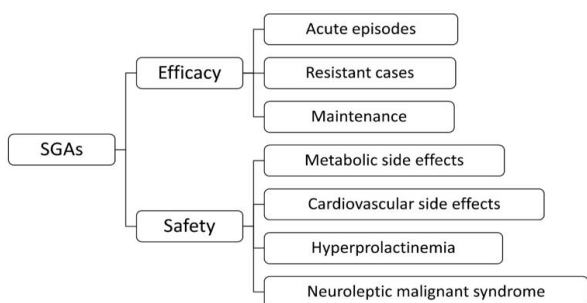 SGAs
Efficacy
Acute episodes
Resistant cases
Maintenance
Safety
Metabolic side effects
Cardiovascular side effects
Hyperprolactinemia
Neuroleptic malignant syndrome